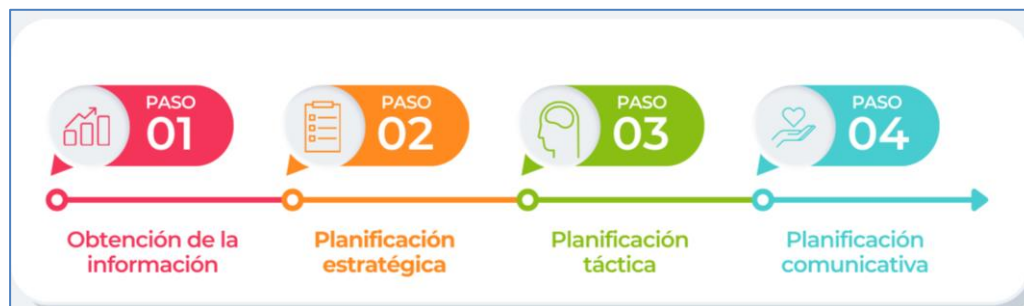 PASO
01
PASO
02
PASO
03
PASO
04
Obtención de la
información
Planificación
estratégica
Planificación
táctica
Planificación
comunicativa